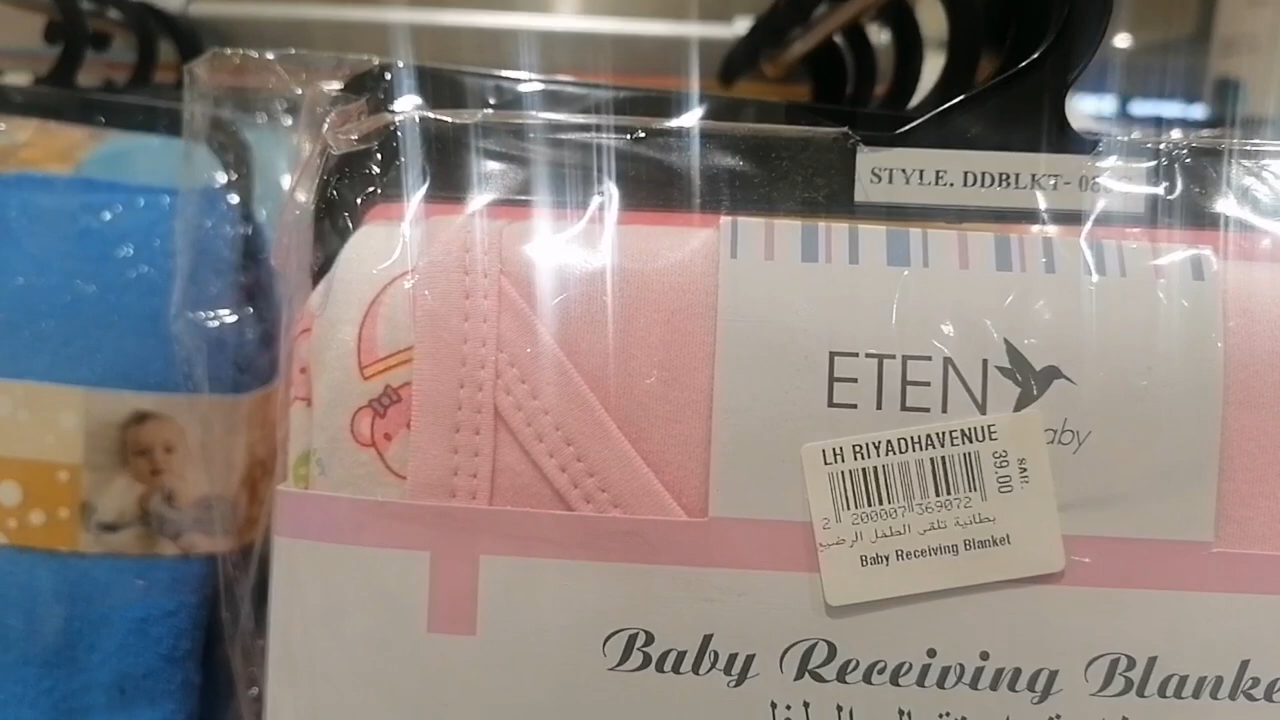 STYLE. DDBLKT-
ETEN
aby
LH RIYADHAVENUE
39.00 SAR.
2 200007 369072
بطانية تلقى الطفل الرضيع
Baby Receiving Blanket
Baby Receiving Blanke